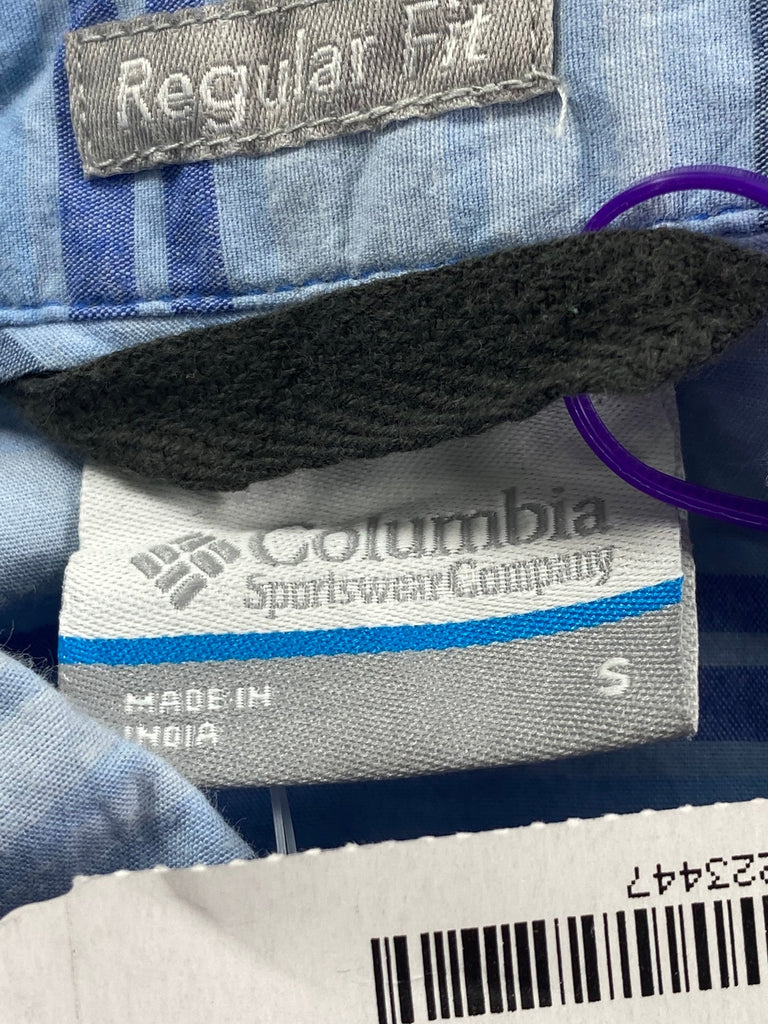 Regular Fit
Columbia
Sportswear Company
S
MADE IN
INDIA
223447